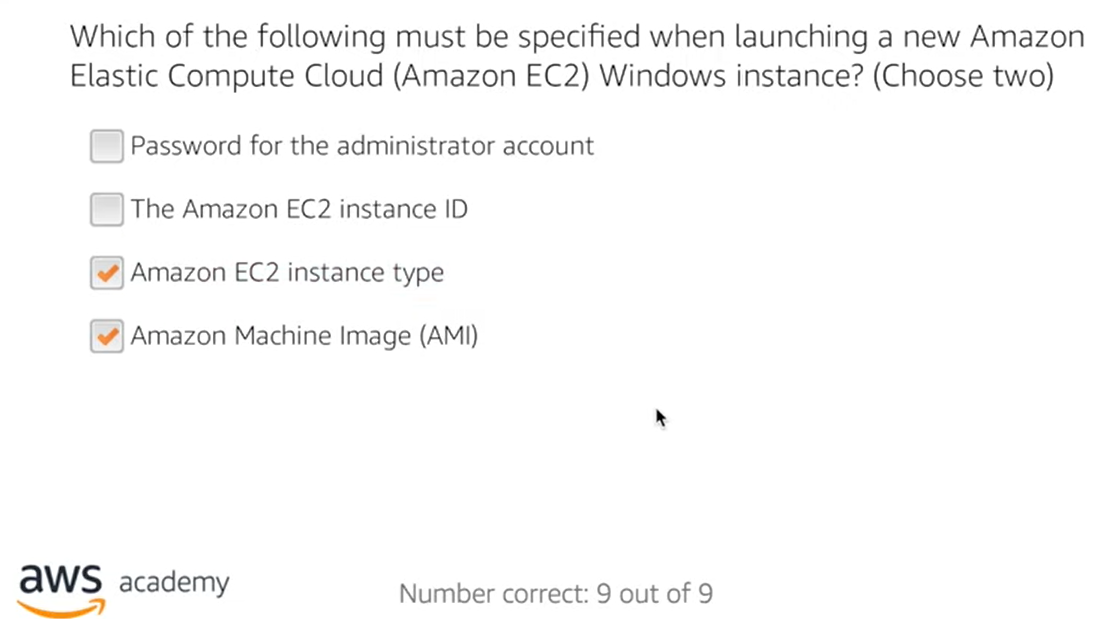 Which of the following must be specified when launching a new Amazon
Elastic Compute Cloud (Amazon EC2) Windows instance? (Choose two)
Password for the administrator account
The Amazon EC2 instance ID
Amazon EC2 instance type
Amazon Machine Image (AMI)
aws academy
Number correct: 9 out of 9